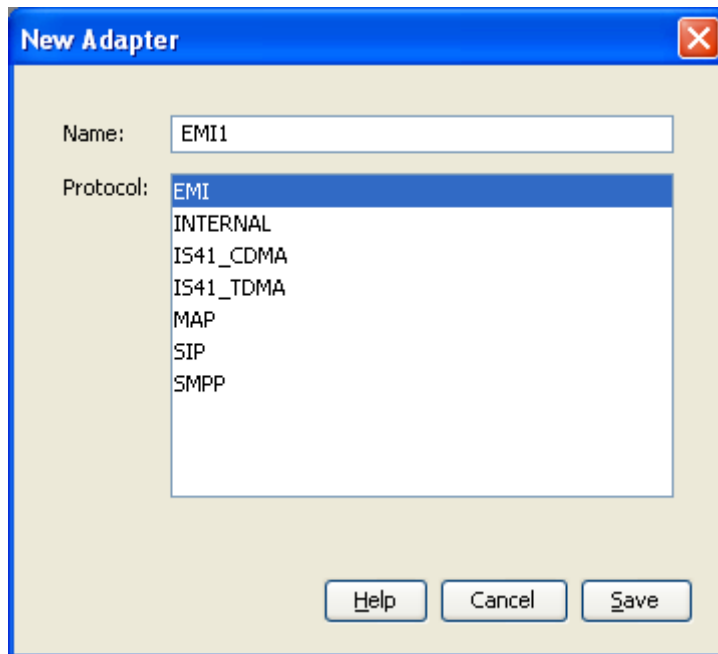 New Adapter
Name: EMI1
Protocol: EMI
INTERNAL
IS41_CDMA
IS41_TDMA
MAP
SIP
SMPP
Help Cancel Save